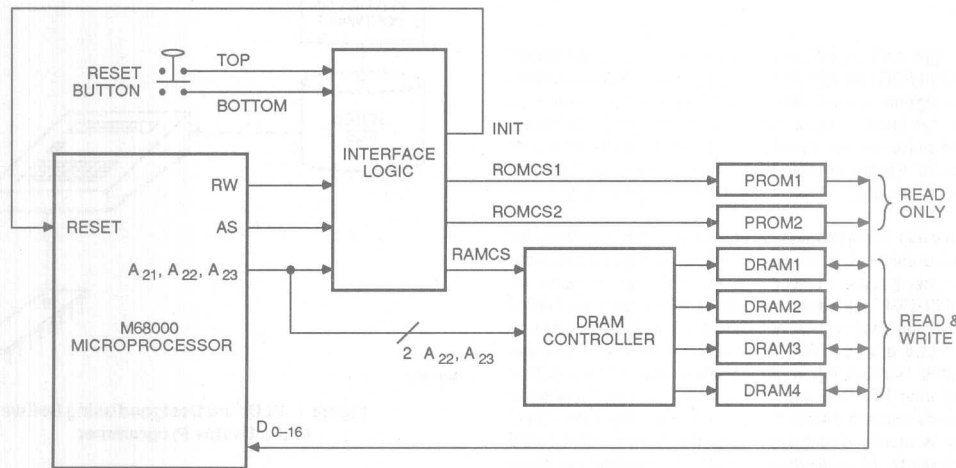 RESET
BUTTON
TOP
BOTTOM
INTERFACE
LOGIC
INIT
ROMCS1
ROMCS2
RAMCS
RESET
RW
AS
A21, A22, A23
M68000
MICROPROCESSOR
D0–16
2 A22, A23
DRAM
CONTROLLER
PROM1
PROM2
DRAM1
DRAM2
DRAM3
DRAM4
READ
ONLY
READ &
WRITE